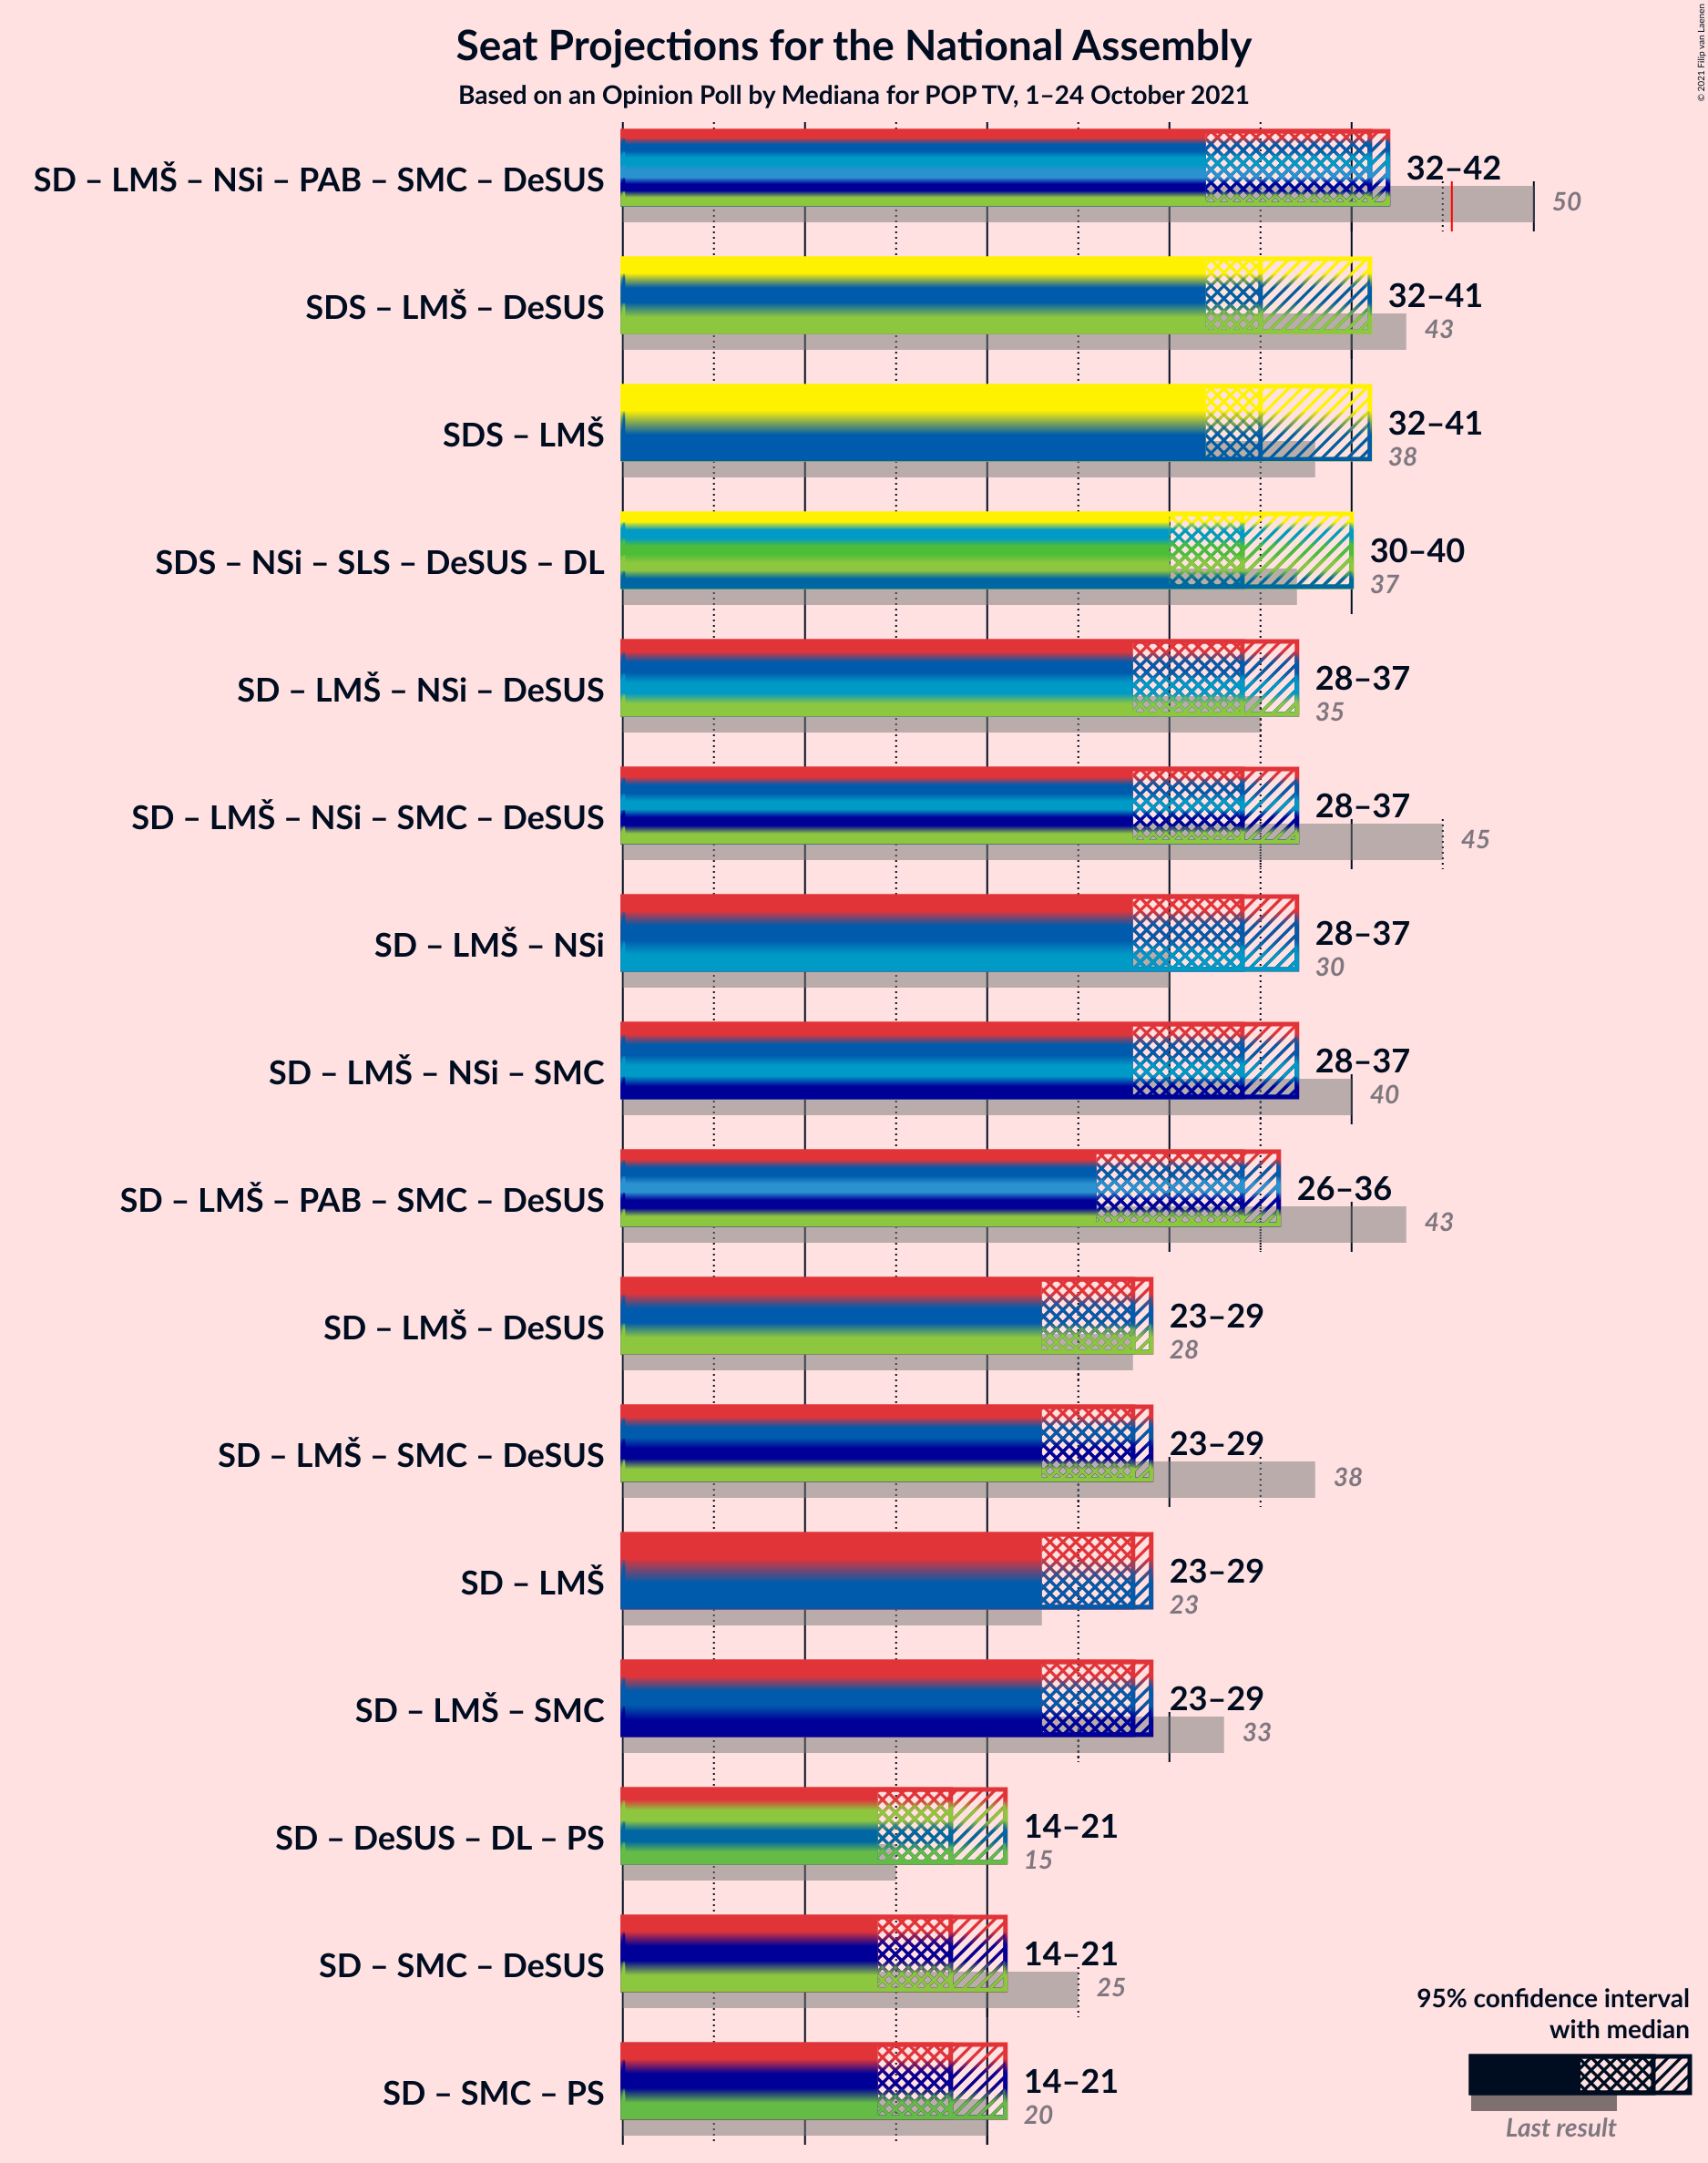 Seat Projections for the National Assembly
Based on an Opinion Poll by Mediana for POP TV, 1–24 October 2021
© 2021 Filip van Laenen
SD – LMŠ – NSi – PAB – SMC – DeSUS
32–42
50
SDS – LMŠ – DeSUS
32–41
43
SDS – LMŠ
32–41
38
SDS – NSi – SLS – DeSUS – DL
30–40
37
SD – LMŠ – NSi – DeSUS
28–37
35
SD – LMŠ – NSi – SMC – DeSUS
28–37
45
SD – LMŠ – NSi
28–37
30
SD – LMŠ – NSi – SMC
28–37
40
SD – LMŠ – PAB – SMC – DeSUS
26–36
43
SD – LMŠ – DeSUS
23–29
28
SD – LMŠ – SMC – DeSUS
23–29
38
SD – LMŠ
23–29
23
SD – LMŠ – SMC
23–29
33
SD – DeSUS – DL – PS
14–21
15
SD – SMC – DeSUS
14–21
25
SD – SMC – PS
14–21
20
95% confidence interval
with median
Last result